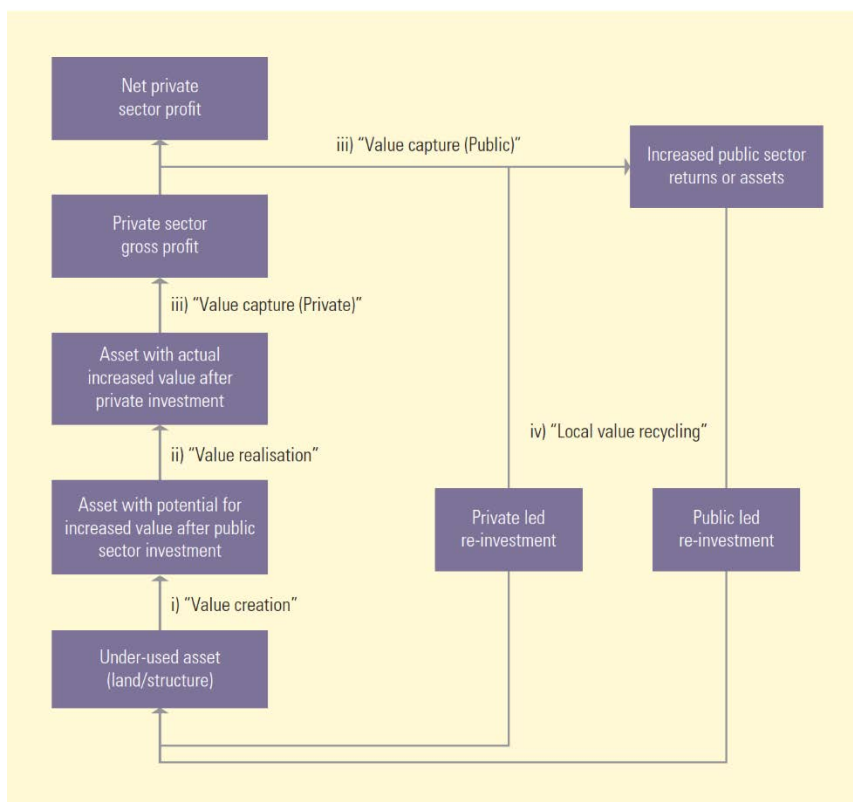 Net private
sector profit
iii) “Value capture (Public)”
Increased public sector
returns or assets
Private sector
gross profit
iii) “Value capture (Private)”
Asset with actual
increased value after
private investment
iv) “Local value recycling”
ii) “Value realisation”
Asset with potential for
increased value after public
sector investment
Private led
re-investment
Public led
re-investment
i) “Value creation”
Under-used asset
(land/structure)